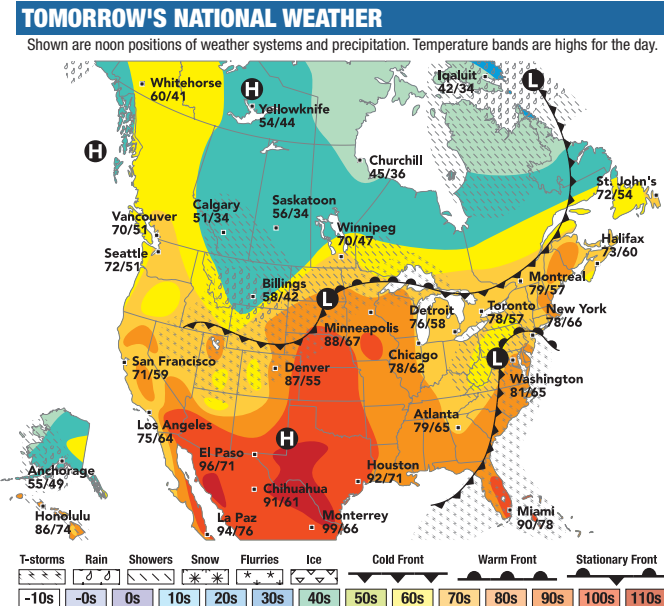 TOMORROW'S NATIONAL WEATHER
Shown are noon positions of weather systems and precipitation. Temperature bands are highs for the day.
Whitehorse
60/41
H
Yellowknife
54/44
Iqaluit
42/34
L
H
Churchill
45/36
St. John's
72/54
Calgary
51/34
Saskatoon
56/34
Vancouver
70/51
Winnipeg
70/47
Halifax
73/60
Seattle
72/51
Billings
58/42
L
Montreal
79/57
Minneapolis
88/67
Detroit
76/58
Toronto
78/57
New York
78/66
San Francisco
71/59
Denver
87/55
Chicago
78/62
L
Washington
81/65
Los Angeles
75/64
Atlanta
79/65
H
El Paso
96/71
Houston
92/71
Anchorage
55/49
Chihuahua
91/61
Honolulu
86/74
La Paz
94/76
Monterrey
99/66
Miami
90/78
T-storms Rain Showers Snow Flurries Ice Cold Front Warm Front Stationary Front
-10s -0s 0s 10s 20s 30s 40s 50s 60s 70s 80s 90s 100s 110s